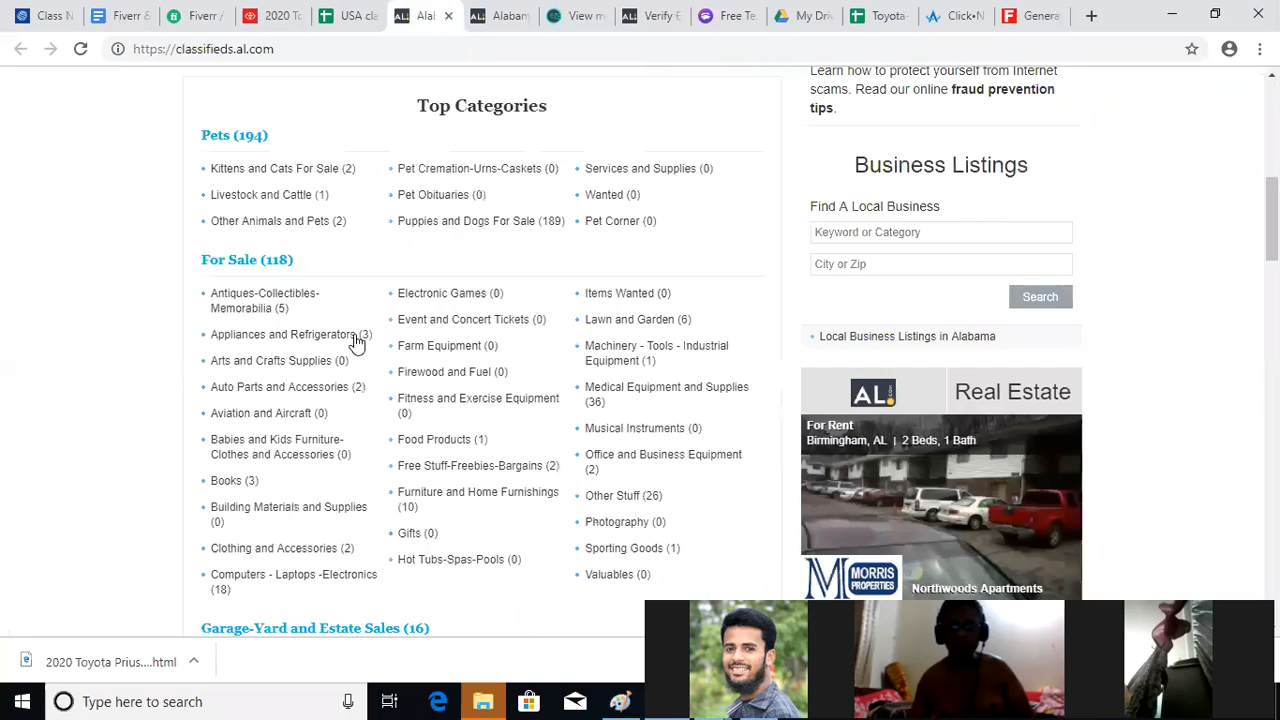 Class N
Fiverr &
Fiverr /
2020 To
USA cla
Alab
Alabam
View m
Verify E
Free Te
My Driv
Toyota-
Click•N
Genera
https://classifieds.al.com
Top Categories
Pets (194)
Kittens and Cats For Sale (2)
Livestock and Cattle (1)
Other Animals and Pets (2)
Pet Cremation-Urns-Caskets (0)
Pet Obituaries (0)
Puppies and Dogs For Sale (189)
Services and Supplies (0)
Wanted (0)
Pet Corner (0)
For Sale (118)
Antiques-Collectibles-
Memorabilia (5)
Appliances and Refrigerators (3)
Arts and Crafts Supplies (0)
Auto Parts and Accessories (2)
Aviation and Aircraft (0)
Babies and Kids Furniture-
Clothes and Accessories (0)
Books (3)
Building Materials and Supplies
(0)
Clothing and Accessories (2)
Computers - Laptops -Electronics
(18)
Electronic Games (0)
Event and Concert Tickets (0)
Farm Equipment (0)
Firewood and Fuel (0)
Fitness and Exercise Equipment
(0)
Food Products (1)
Free Stuff-Freebies-Bargains (2)
Furniture and Home Furnishings
(10)
Gifts (0)
Hot Tubs-Spas-Pools (0)
Items Wanted (0)
Lawn and Garden (6)
Machinery - Tools - Industrial
Equipment (1)
Medical Equipment and Supplies
(36)
Musical Instruments (0)
Office and Business Equipment
(2)
Other Stuff (26)
Photography (0)
Sporting Goods (1)
Valuables (0)
Garage-Yard and Estate Sales (16)
Learn how to protect yourself from Internet
scams. Read our online fraud prevention
tips.
Business Listings
Find A Local Business
Keyword or Category
City or Zip
Search
Local Business Listings in Alabama
AL.com
Real Estate
For Rent
Birmingham, AL | 2 Beds, 1 Bath
M MORRIS
PROPERTIES
Northwoods Apartments
2020 Toyota Prius....html
Type here to search